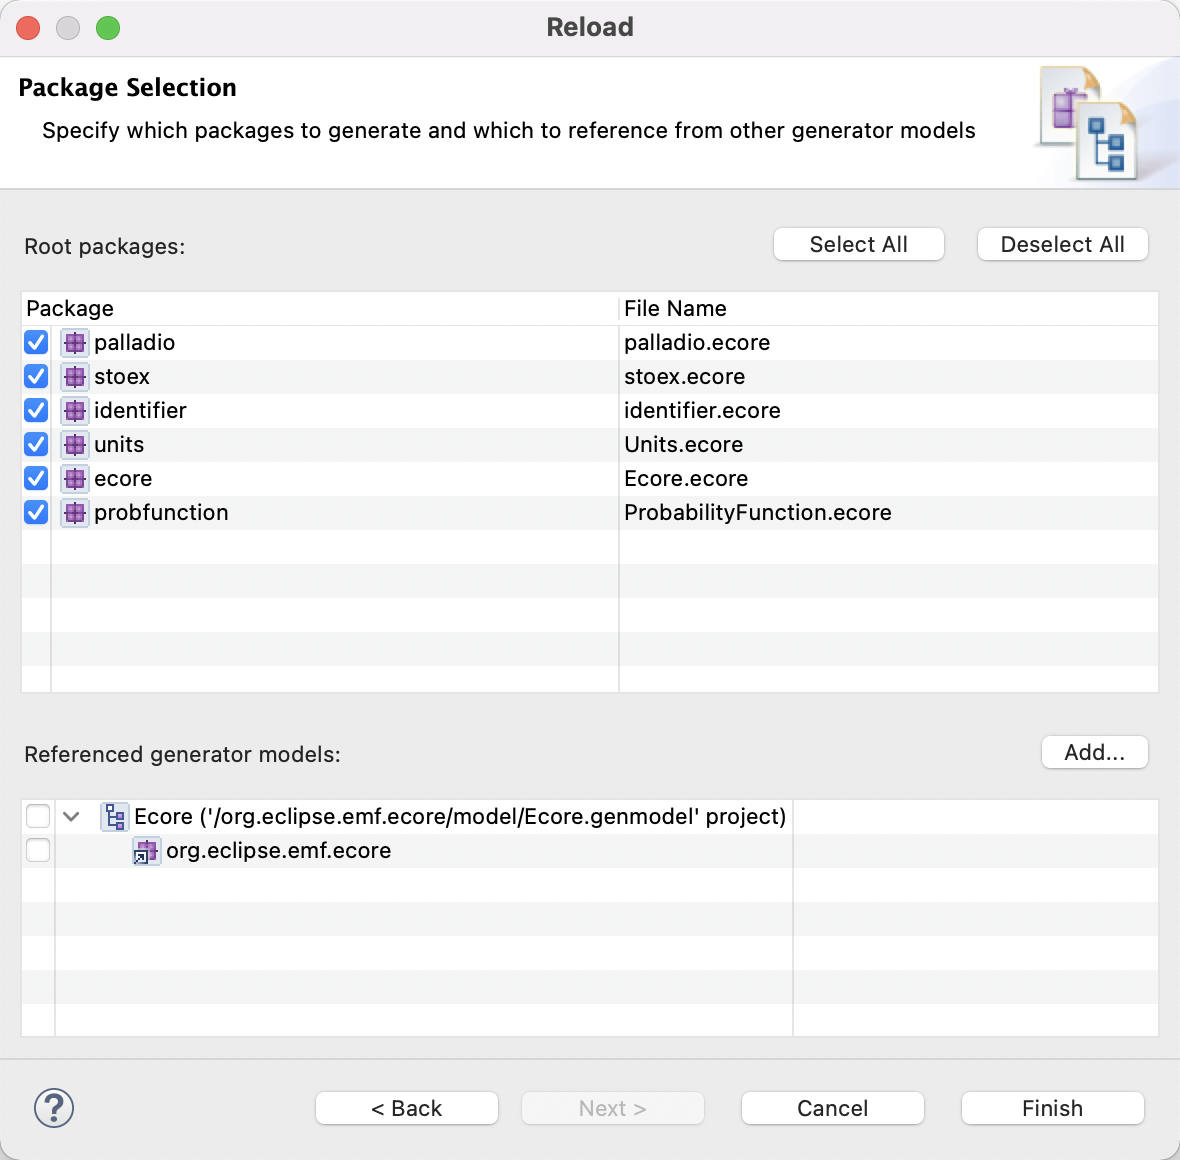 Reload
Package Selection
Specify which packages to generate and which to reference from other generator models
Root packages:
Select All
Deselect All
Package File Name
palladio palladio.ecore
stoex stoex.ecore
identifier identifier.ecore
units Units.ecore
ecore Ecore.ecore
probfunction ProbabilityFunction.ecore
Referenced generator models:
Add...
Ecore ('/org.eclipse.emf.ecore/model/Ecore.genmodel' project)
org.eclipse.emf.ecore
?
< Back
Next >
Cancel
Finish